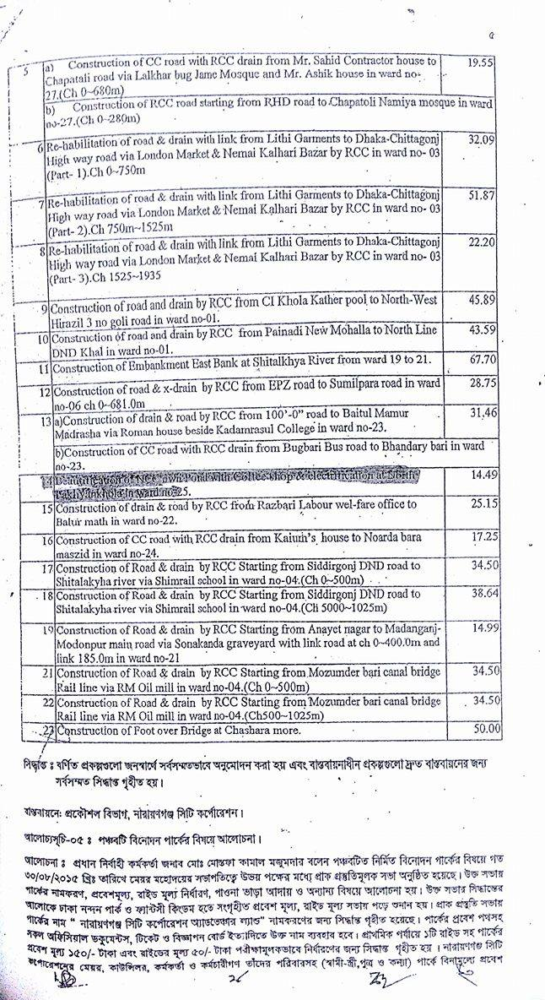 ৫
5 a) Construction of CC road with RCC drain from Mr. Sahid Contractor house to 19.55
Chapatali road via Lalkhar bug Jame Mosque and Mr. Ashik house in ward no-
27.(Ch 0~680m)
b) Construction of RCC road starting from RHD road to Chapatoli Namiya mosque in ward
no-27.(Ch 0~280m)
6 Re-habilitation of road & drain with link from Lithi Garments to Dhaka-Chittagonj 32.09
High way road via London Market & Nemai Kalhari Bazar by RCC in ward no- 03
(Part- 1).Ch 0~750m
7 Re-habilitation of road & drain with link from Lithi Garments to Dhaka-Chittagonj 51.87
High way road via London Market & Nemai Kalhari Bazar by RCC in ward no- 03
(Part- 2).Ch 750m~1525m
8 Re-habilitation of road & drain with link from Lithi Garments to Dhaka-Chittagonj 22.20
High way road via London Market & Nemai Kalhari Bazar by RCC in ward no- 03
(Part- 3).Ch 1525~1935
9 Construction of road and drain by RCC from CI Khola Kather pool to North-West 45.89
Hirazil 3 no goli road in ward no-01.
10 Construction of road and drain by RCC from Painadi New Mohalla to North Line 43.59
DND Khal in ward no-01.
11 Construction of Embankment East Bank at Shitalkhya River from ward 19 to 21. 67.70
12 Construction of road & x-drain by RCC from EPZ road to Sumilpara road in ward 28.75
no-06 ch 0~681.0m
13 a)Construction of drain & road by RCC from 100'-0" road to Baitul Mamur 31.46
Madrasha via Roman house beside Kadamrasul College in ward no-23.
b)Construction of CC road with RCC drain from Bugbari Bus road to Bhandary bari in ward
no-23.
14 Beautification of NCC own Pond with Coffee shop & electrification at North 14.49
Lakhyankhola in ward no-25.
15 Construction of drain & road by RCC from Razbari Labour wel-fare office to 25.15
Balur math in ward no-22.
16 Construction of CC road with RCC drain from Kaium's house to Noarda bara 17.25
maszid in ward no-24.
17 Construction of Road & drain by RCC Starting from Siddirgonj DND road to 34.50
Shitalakyha river via Shimrail school in ward no-04.(Ch 0~500m)
18 Construction of Road & drain by RCC Starting from Siddirgonj DND road to 38.64
Shitalakyha river via Shimrail school in ward no-04.(Ch 5000~1025m)
19 Construction of Road & drain by RCC Starting from Anayet nagar to Madanganj- 14.99
Modonpur main road via Sonakanda graveyard with link road at ch 0~400.0m and
link 185.0m in ward no-21
21 Construction of Road & drain by RCC Starting from Mozumder bari canal bridge 34.50
Rail line via RM Oil mill in ward no-04.(Ch 0~500m)
22 Construction of Road & drain by RCC Starting from Mozumder bari canal bridge 34.50
Rail line via RM Oil mill in ward no-04.(Ch500~1025m)
23 Construction of Foot over Bridge at Chashara more. 50.00
সিদ্ধান্ত ঃ বর্ণিত প্রকল্পগুলো জনস্বার্থে সর্বসম্মতভাবে অনুমোদন করা হয় এবং বাস্তবায়নাধীন প্রকল্পগুলো দ্রুত বাস্তবায়নের জন্য
সর্বসম্মত সিদ্ধান্ত গৃহীত হয়।
বাস্তবায়নে: প্রকৌশল বিভাগ, নারায়ণগঞ্জ সিটি কর্পোরেশন।
আলোচ্যসূচি-০৫ ঃ পঞ্চবটি বিনোদন পার্কের বিষয়ে আলোচনা।
আলোচনা ঃ প্রধান নির্বাহী কর্মকর্তা জনাব মোঃ মোস্তফা কামাল মজুমদার বলেন পঞ্চবটিত নির্মিত বিনোদন পার্কের বিষয়ে গত
৩০/০৮/২০১৫ খ্রিঃ তারিখে মেয়র মহোদয়ের সভাপতিত্বে উভয় পক্ষের মধ্যে প্রাক প্রস্তুতিমূলক সভা অনুষ্ঠিত হয়েছে। উক্ত সভায়
পার্কের নামকরণ, প্রবেশমূল্য, রাইড মূল্য নির্ধারণ, পাওনা ভাড়া আদায় ও অন্যান্য বিষয়ে আলোচনা হয়। উক্ত সভার সিদ্ধান্তের
আলোকে ঢাকা নন্দন পার্ক ও ফ্যান্টসী কিংডম হতে সংগৃহীত প্রবেশ মূল্য, রাইড মূল্য সভায় পড়ে শুনান হয়। প্রাক প্রস্তুতি সভায়
পার্কের নাম " নারায়ণগঞ্জ সিটি কর্পোরেশন অ্যাডভেঞ্চার ল্যান্ড" নামকরণের জন্য সিদ্ধান্ত গৃহীত হয়েছে। পার্কের প্রবেশ পথসহ
সকল অফিসিয়াল ডকুমেন্টস, টিকেট ও বিজ্ঞাপন বোর্ড ইত্যাদিতে উক্ত নাম ব্যবহার হবে। প্রাথমিক পর্যায়ে ১টি রাইড সহ পার্কের
প্রবেশ মূল্য ১৫০/- টাকা এবং রাইডের মূল্য ৫০/- টাকা পরীক্ষামূলকভাবে নির্ধারণের জন্য সিদ্ধান্ত গৃহীত হয়। নারায়ণগঞ্জ সিটি
কর্পোরেশনের মেয়র, কাউন্সিলর, কর্মকর্তা ও কর্মচারীগণ তাঁদের পরিবারসহ (স্বামী-স্ত্রী,পুত্র ও কন্যা) পার্কে বিনামূল্যে প্রবেশ